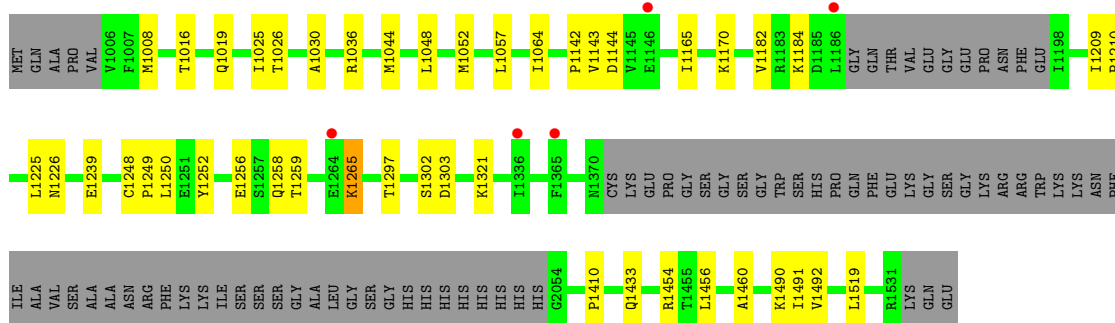 MET GLN ALA PRO VAL V1006 F1007 M1008 T1016 Q1019 I1025 T1026 A1030 R1036 M1044 L1048 M1052 L1057 I1064 P1142 V1143 D1144 V1145 E1146 I1165 K1170 V1182 R1183 K1184 D1185 L1186 GLY GLN THR VAL GLU GLY GLU PRO ASN PHE GLU I1198 I1209
L1225 N1226 E1239 C1248 P1249 L1250 E1251 Y1252 E1256 S1257 Q1258 T1259 E1264 K1265 T1297 S1302 D1303 K1321 I1336 F1365 N1370 CYS LYS GLU PRO GLY SER GLY SER GLY TRP SER HIS PRO GLN PHE GLU LYS GLY SER GLY LYS ARG ARG TRP LYS LYS ASN PHE
ILE ALA VAL SER ALA ALA ASN ARG PHE LYS LYS ILE SER SER SER GLY ALA LEU GLY SER GLY HIS HIS HIS HIS HIS HIS HIS HIS G2054 P1410 Q1433 R1454 T1455 L1456 A1460 K1490 I1491 V1492 L1519 R1531 LYS GLN GLU